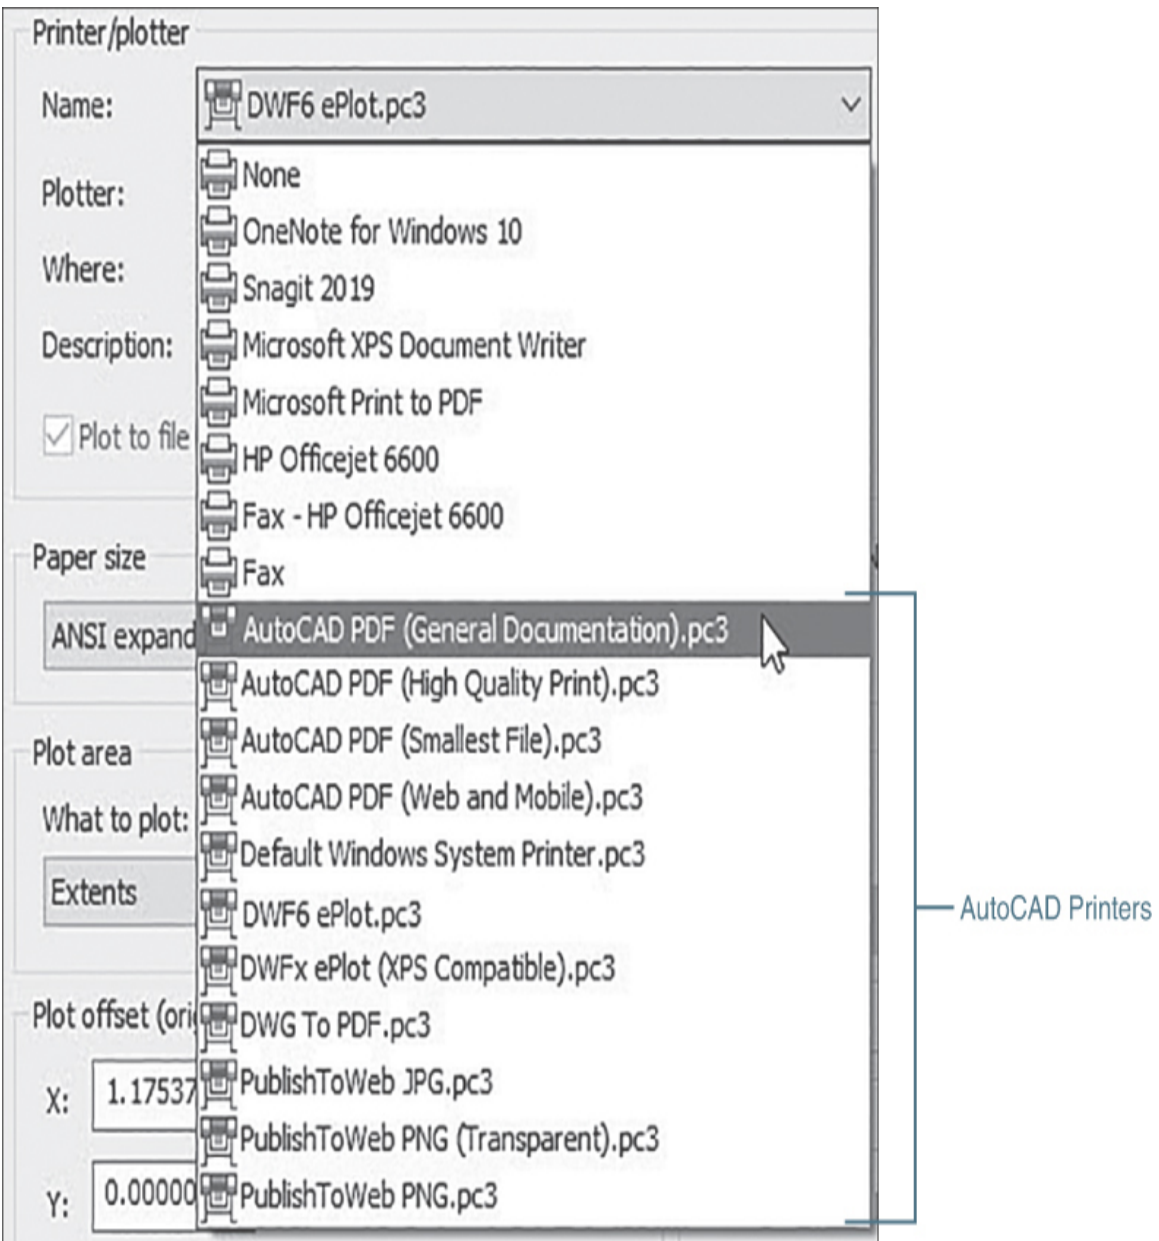 Printer/plotter
Name:
DWF6 ePlot.pc3
None
Plotter:
OneNote for Windows 10
Where:
Snagit 2019
Description:
Microsoft XPS Document Writer
Microsoft Print to PDF
Plot to file
HP Officejet 6600
Fax - HP Officejet 6600
Paper size
Fax
ANSI expand
AutoCAD PDF (General Documentation).pc3
AutoCAD PDF (High Quality Print).pc3
Plot area
AutoCAD PDF (Smallest File).pc3
What to plot:
AutoCAD PDF (Web and Mobile).pc3
Default Windows System Printer.pc3
Extents
DWF6 ePlot.pc3
AutoCAD Printers
DWFx ePlot (XPS Compatible).pc3
Plot offset (ori
DWG To PDF.pc3
X:
1.17537
PublishToWeb JPG.pc3
PublishToWeb PNG (Transparent).pc3
Y:
0.00000
PublishToWeb PNG.pc3